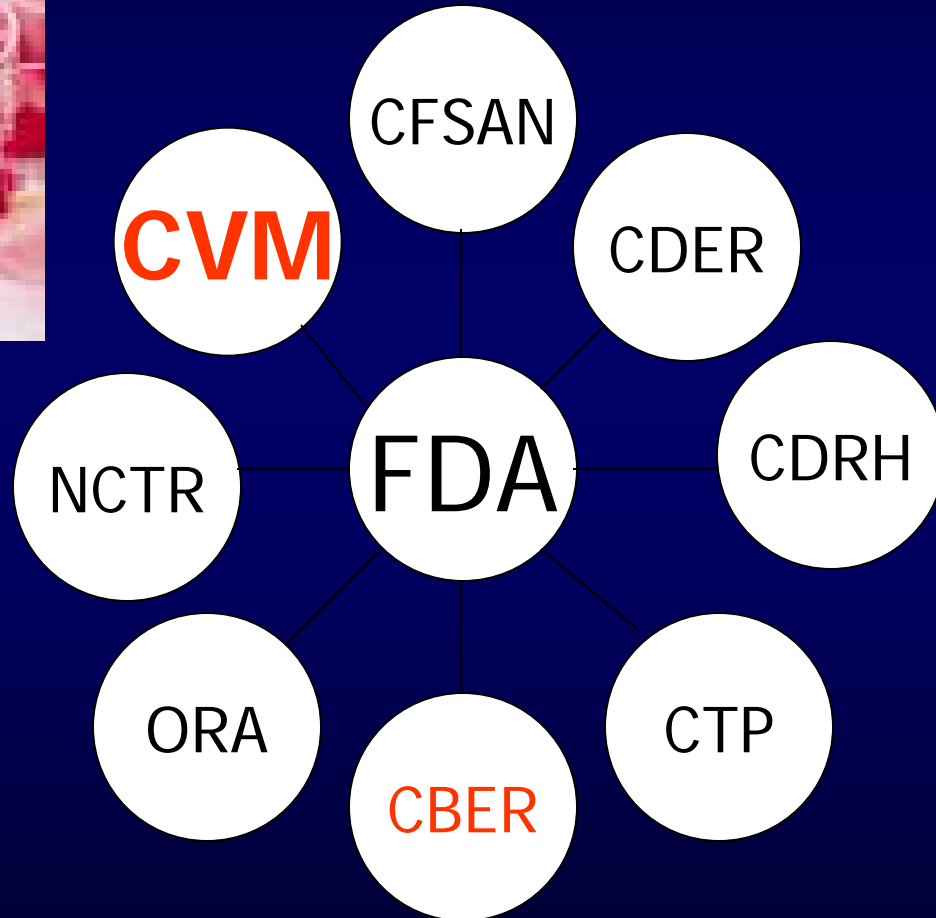 CFSAN
CVM
CDER
FDA
CDRH
NCTR
ORA
CTP
CBER